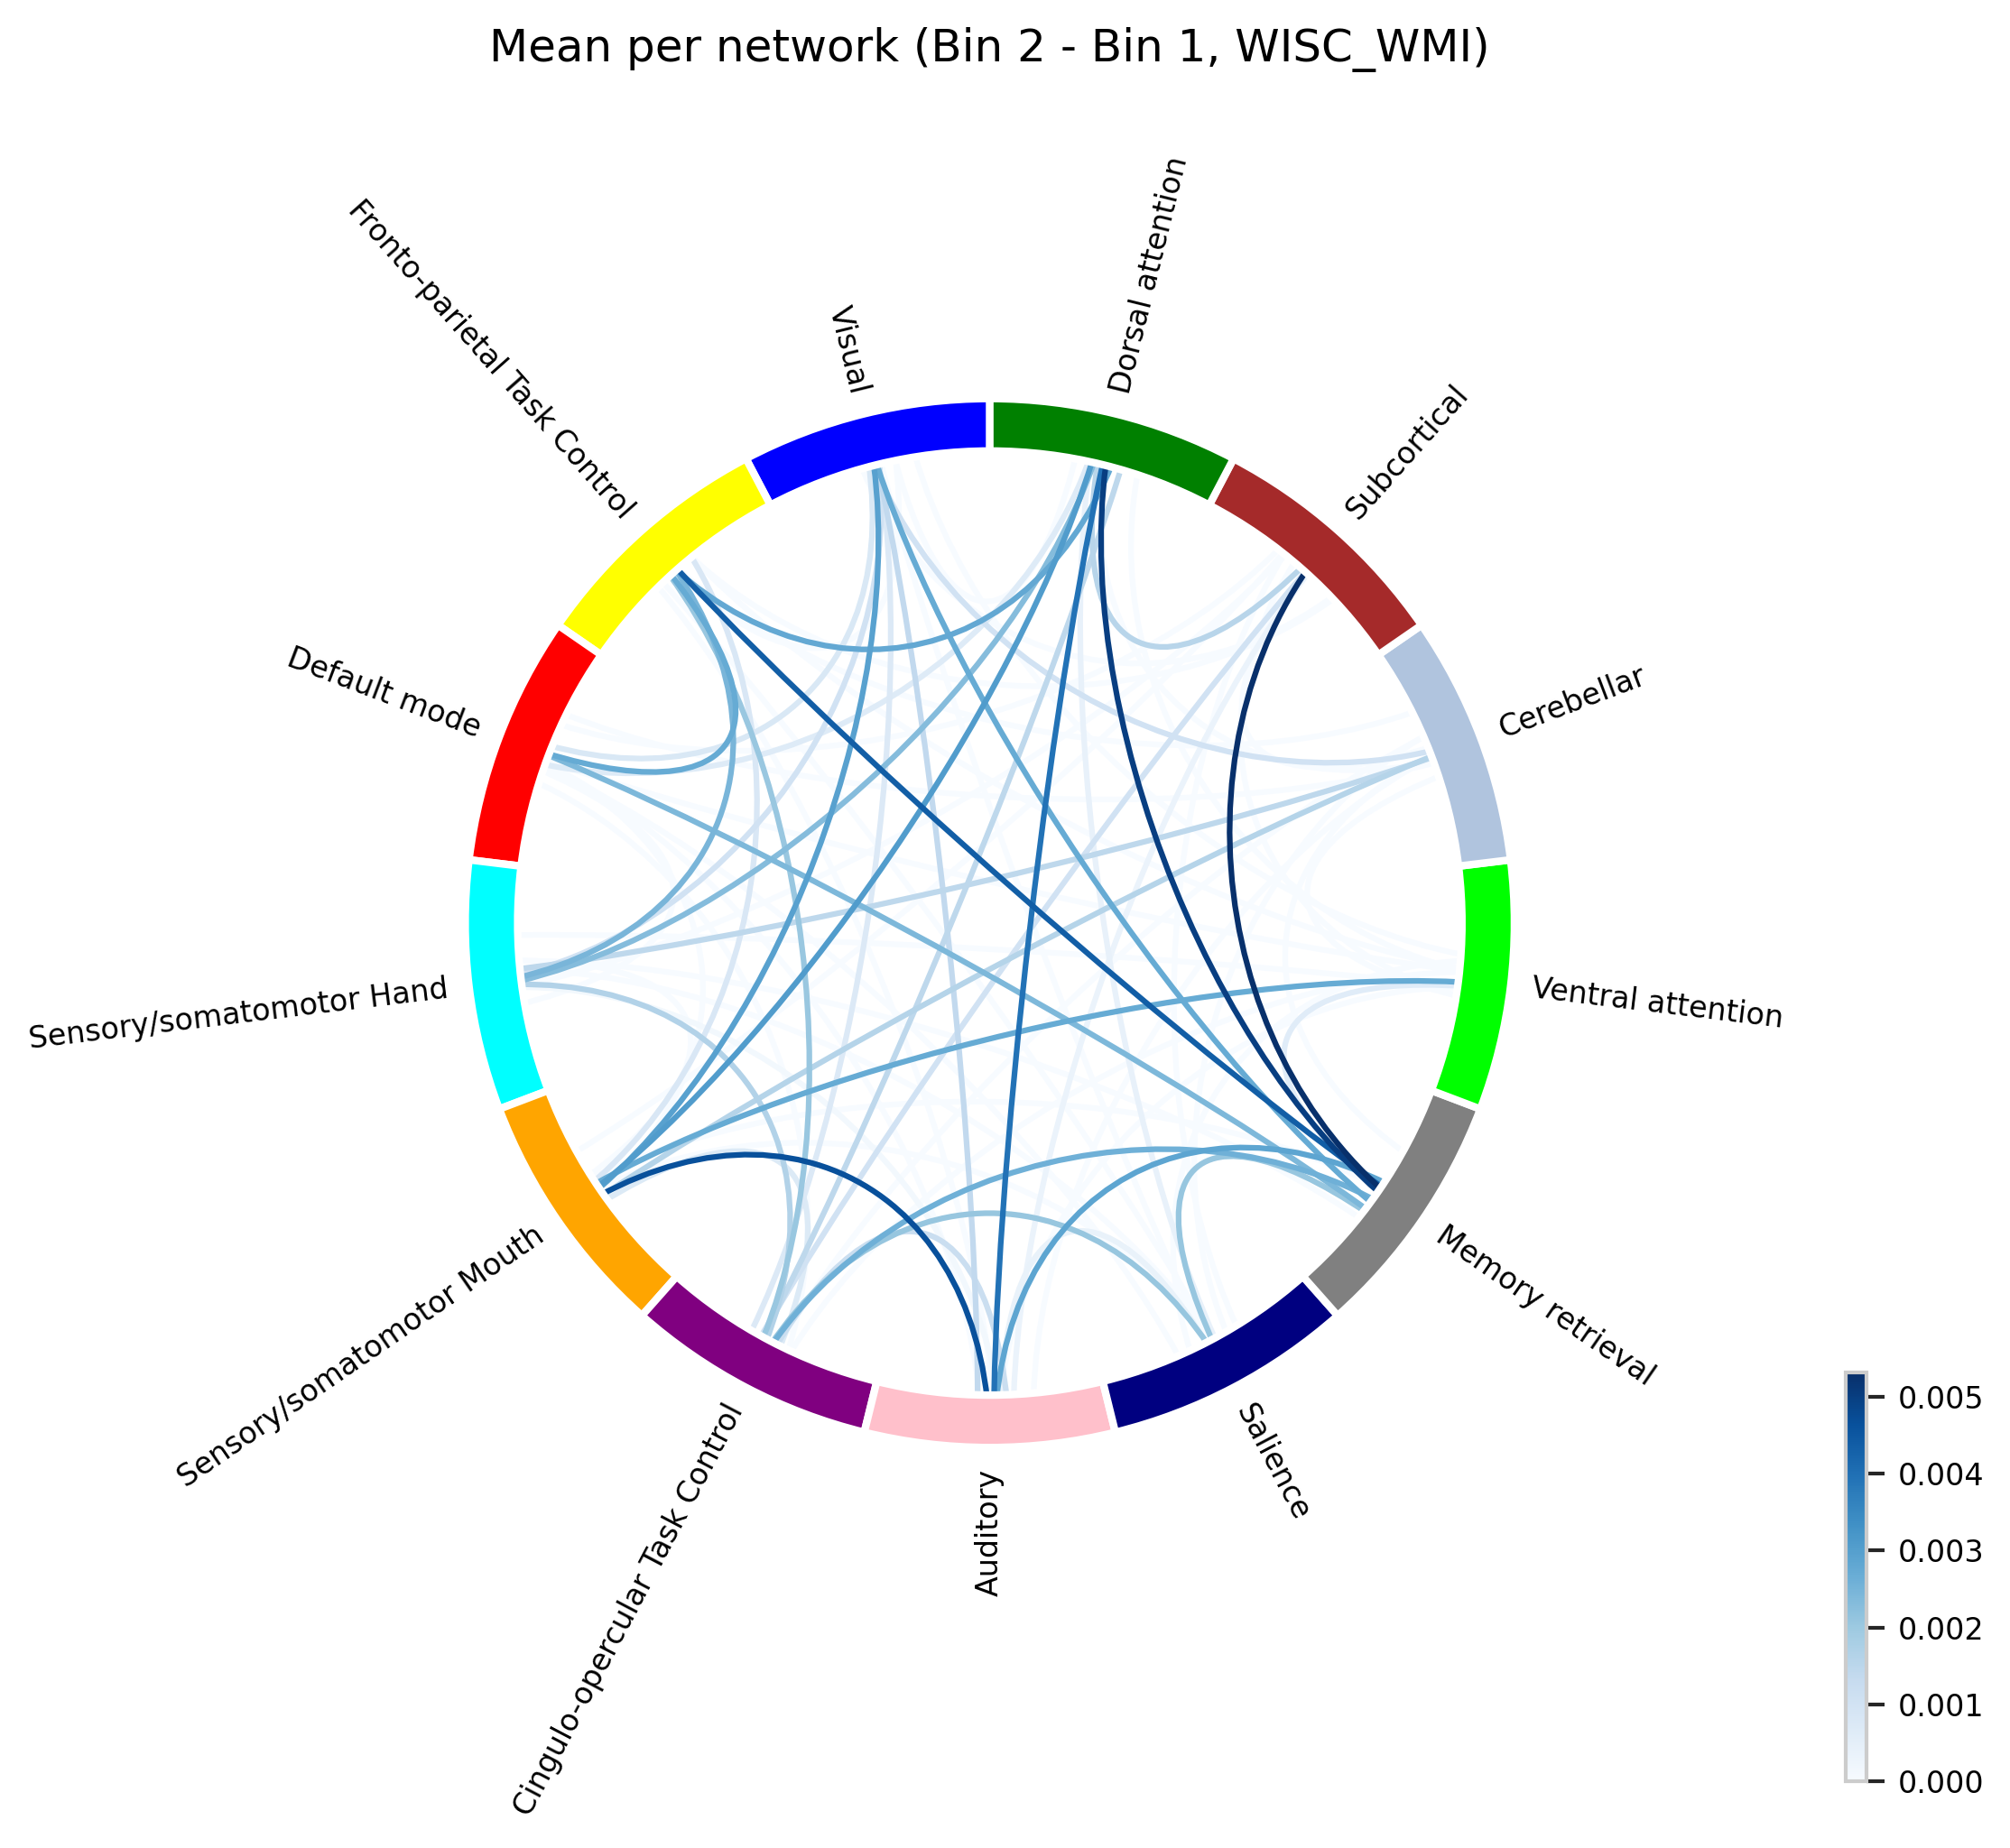 Mean per network (Bin 2 - Bin 1, WISC_WMI)
Dorsal attention
Visual
Fronto-parietal Task Control
Subcortical
Default mode
Cerebellar
Sensory/somatomotor Hand
Ventral attention
Sensory/somatomotor Mouth
Memory retrieval
Cingulo-opercular Task Control
Auditory
Salience
0.005
0.004
0.003
0.002
0.001
0.000